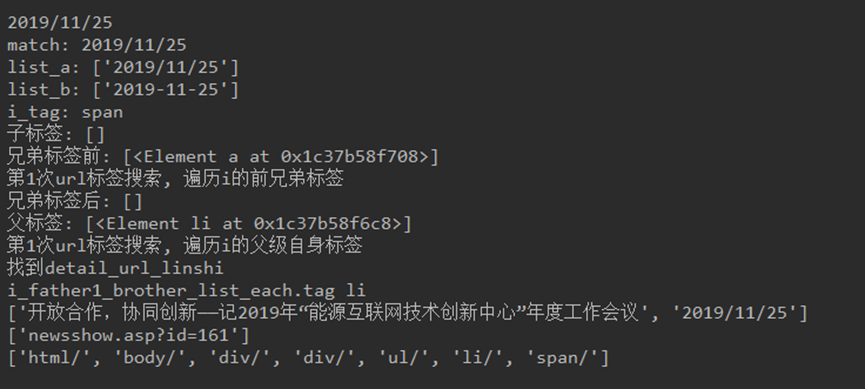 2019/11/25
match: 2019/11/25
list_a: ['2019/11/25']
list_b: ['2019-11-25']
i_tag: span
子标签: []
兄弟标签前: [<Element a at 0x1c37b58f708>]
第1次url标签搜索, 遍历i的前兄弟标签
兄弟标签后: []
父标签: [<Element li at 0x1c37b58f6c8>]
第1次url标签搜索, 遍历i的父级自身标签
找到detail_url_linshi
i_father1_brother_list_each.tag li
['开放合作，协同创新——记2019年“能源互联网技术创新中心”年度工作会议', '2019/11/25']
['newsshow.asp?id=161']
['html/', 'body/', 'div/', 'div/', 'ul/', 'li/', 'span/']